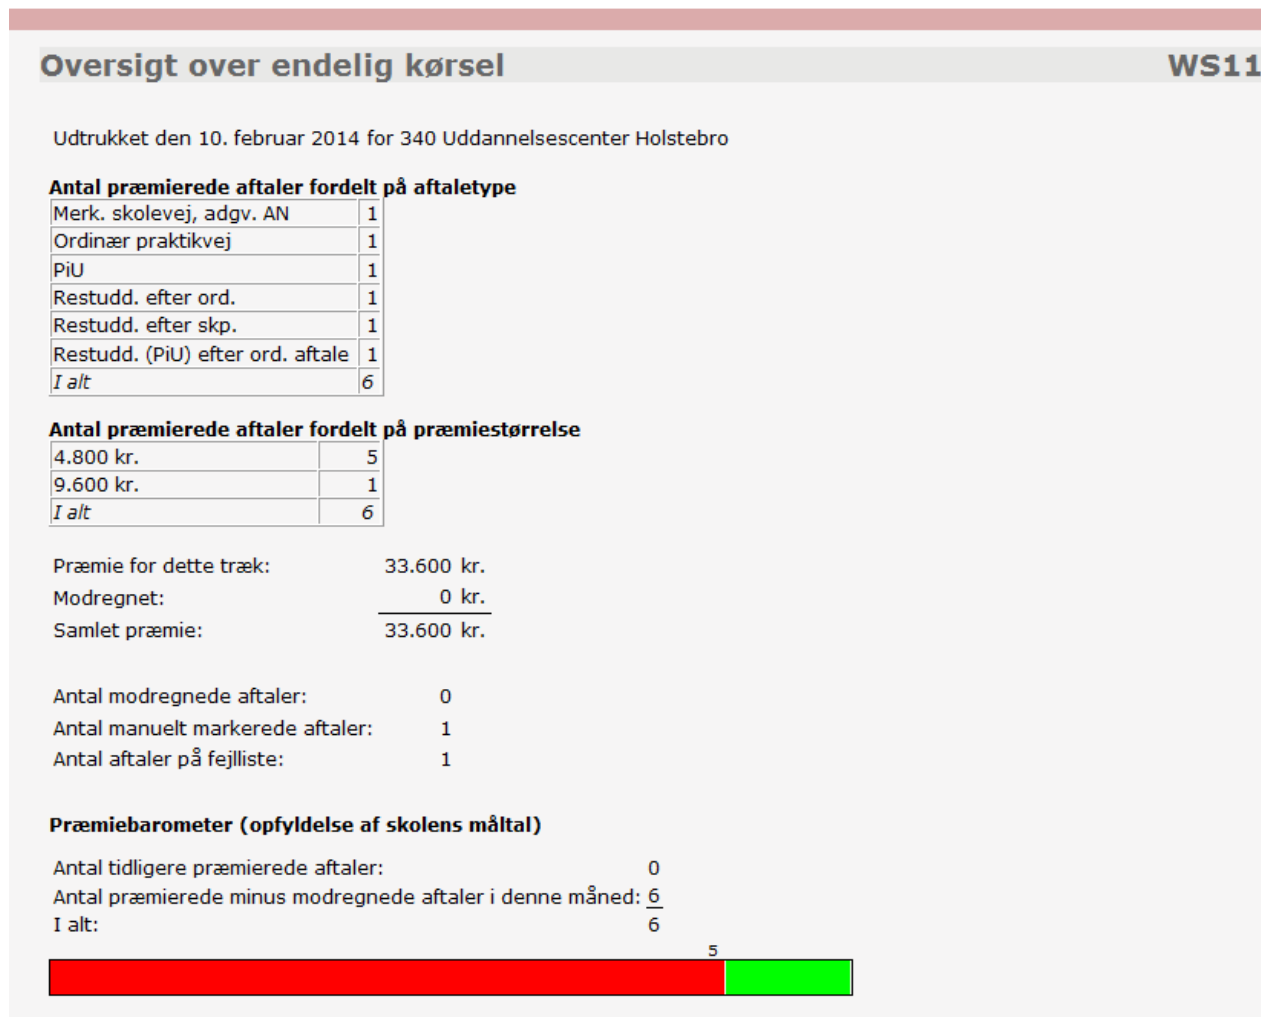 Oversigt over endelig kørsel WS11
Udtrukket den 10. februar 2014 for 340 Uddannelsescenter Holstebro
Antal præmierede aftaler fordelt på aftaletype
Merk. skolevej, adgv. AN 1
Ordinær praktikvej 1
PiU 1
Restudd. efter ord. 1
Restudd. efter skp. 1
Restudd. (PiU) efter ord. aftale 1
I alt 6
Antal præmierede aftaler fordelt på præmiestørrelse
4.800 kr. 5
9.600 kr. 1
I alt 6
Præmie for dette træk: 33.600 kr.
Modregnet: 0 kr.
Samlet præmie: 33.600 kr.
Antal modregnede aftaler: 0
Antal manuelt markerede aftaler: 1
Antal aftaler på fejlliste: 1
Præmiebarometer (opfyldelse af skolens måltal)
Antal tidligere præmierede aftaler: 0
Antal præmierede minus modregnede aftaler i denne måned: 6
I alt: 6
5